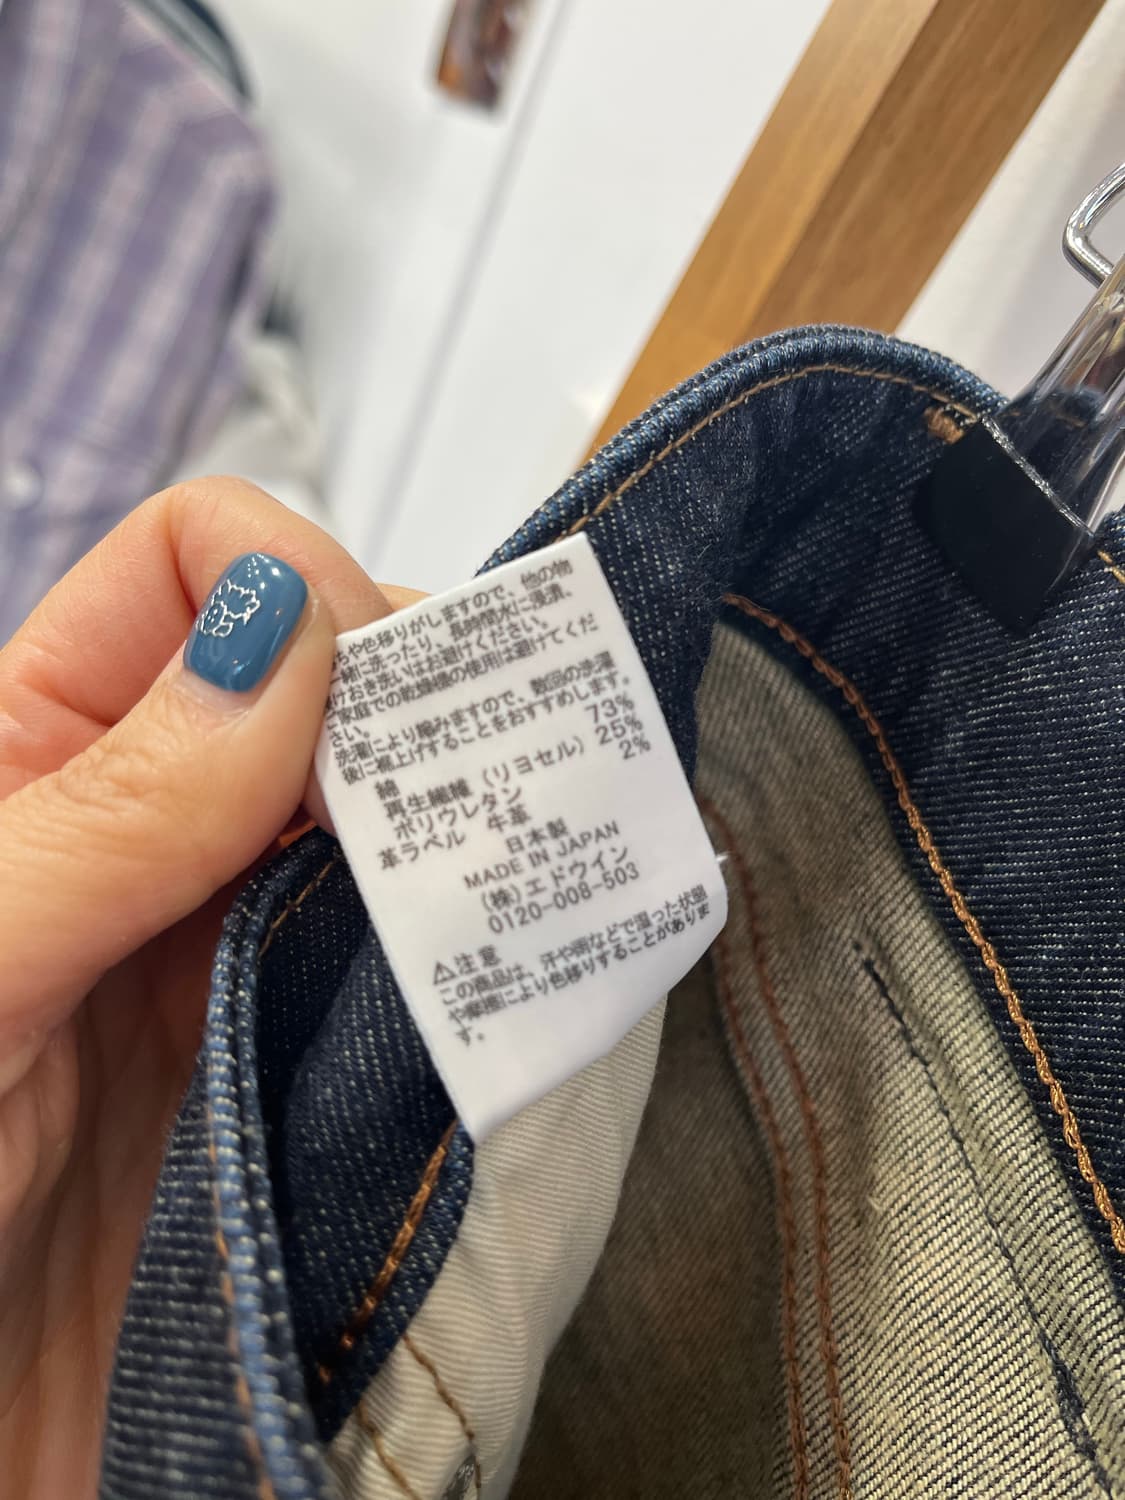 ちや色移りがしますので、他の物
緒に洗ったり、長時間水に浸漬、
けおき洗いはお避けください。
ご家庭での乾燥機の使用は避けてくだ
さい。
洗濯により縮みますので、数回の洗濯
後に裾上げすることをおすすめします。
綿 73%
再生繊維(リヨセル) 25%
ポリウレタン 2%
革ラベル 牛革
日本製
MADE IN JAPAN
(株)エドウイン
0120-008-503
⚠注意
この商品は、汗や雨などで湿った状態
や摩擦により色移りすることがありま
す。